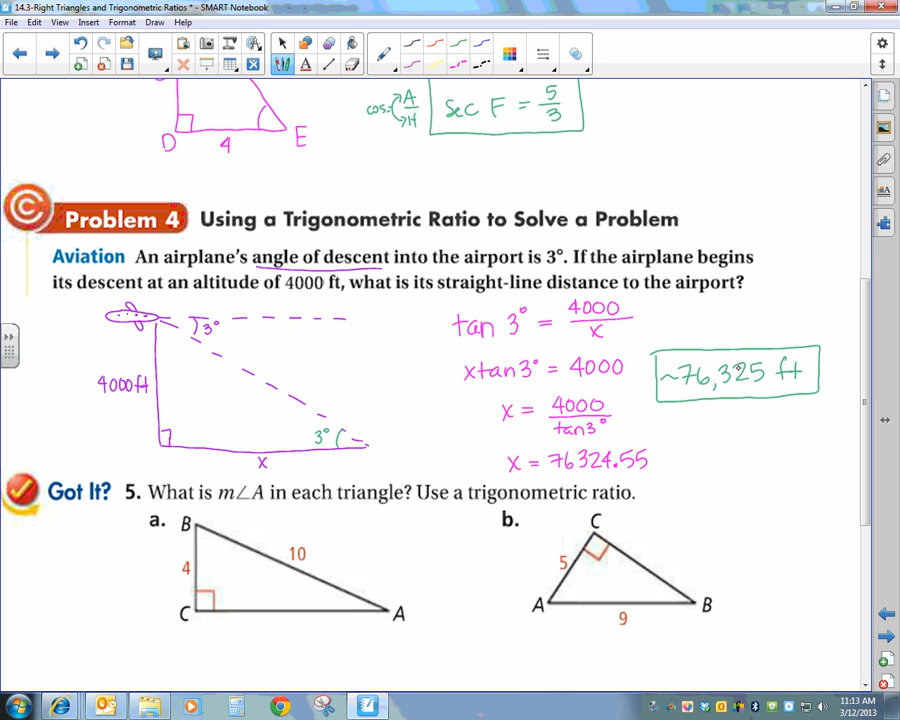 14.3-Right Triangles and Trigonometric Ratios * - SMART Notebook
File Edit View Insert Format Draw Help
D 4 E
cos= A/H
sec F = 5/3
C
Problem 4 Using a Trigonometric Ratio to Solve a Problem
Aviation An airplane's angle of descent into the airport is 3°. If the airplane begins
its descent at an altitude of 4000 ft, what is its straight-line distance to the airport?
3°
4000ft
3°
x
tan 3° = 4000/x
xtan3° = 4000
x = 4000/tan3°
x = 76324.55
~76,325 ft
Got It? 5. What is m∠A in each triangle? Use a trigonometric ratio.
a. B
10
4
C A
b. C
5
A B
9
11:13 AM
3/12/2013